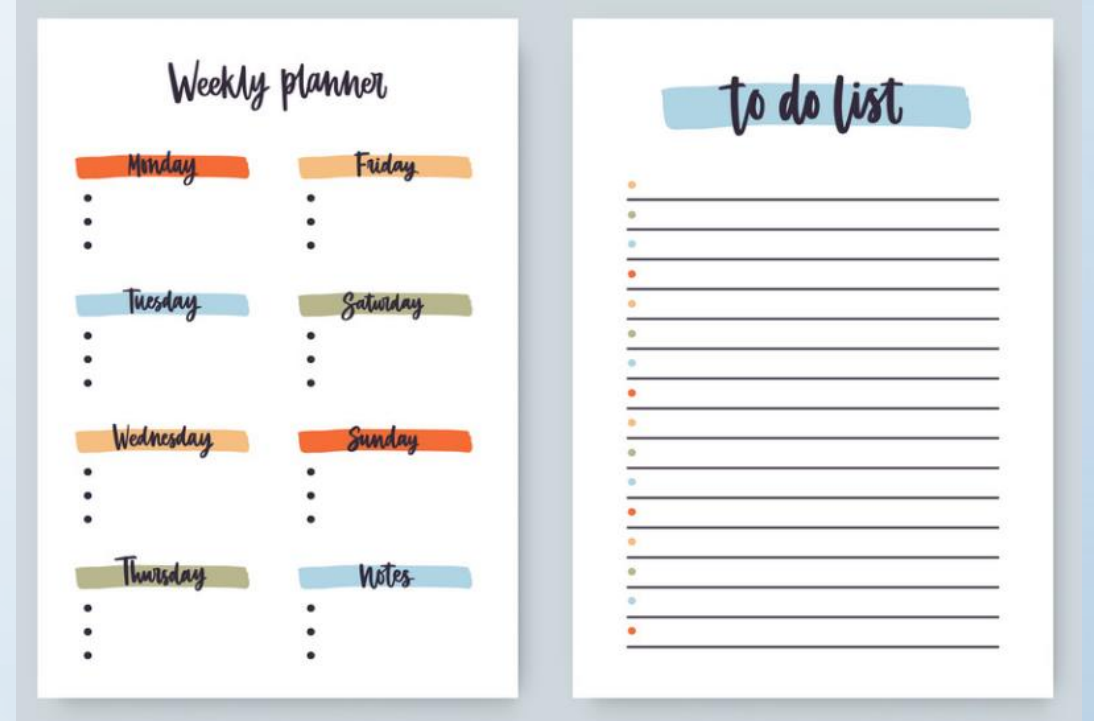 Weekly planner
Monday
Tuesday
Wednesday
Thursday
Friday
Saturday
Sunday
Notes
to do list